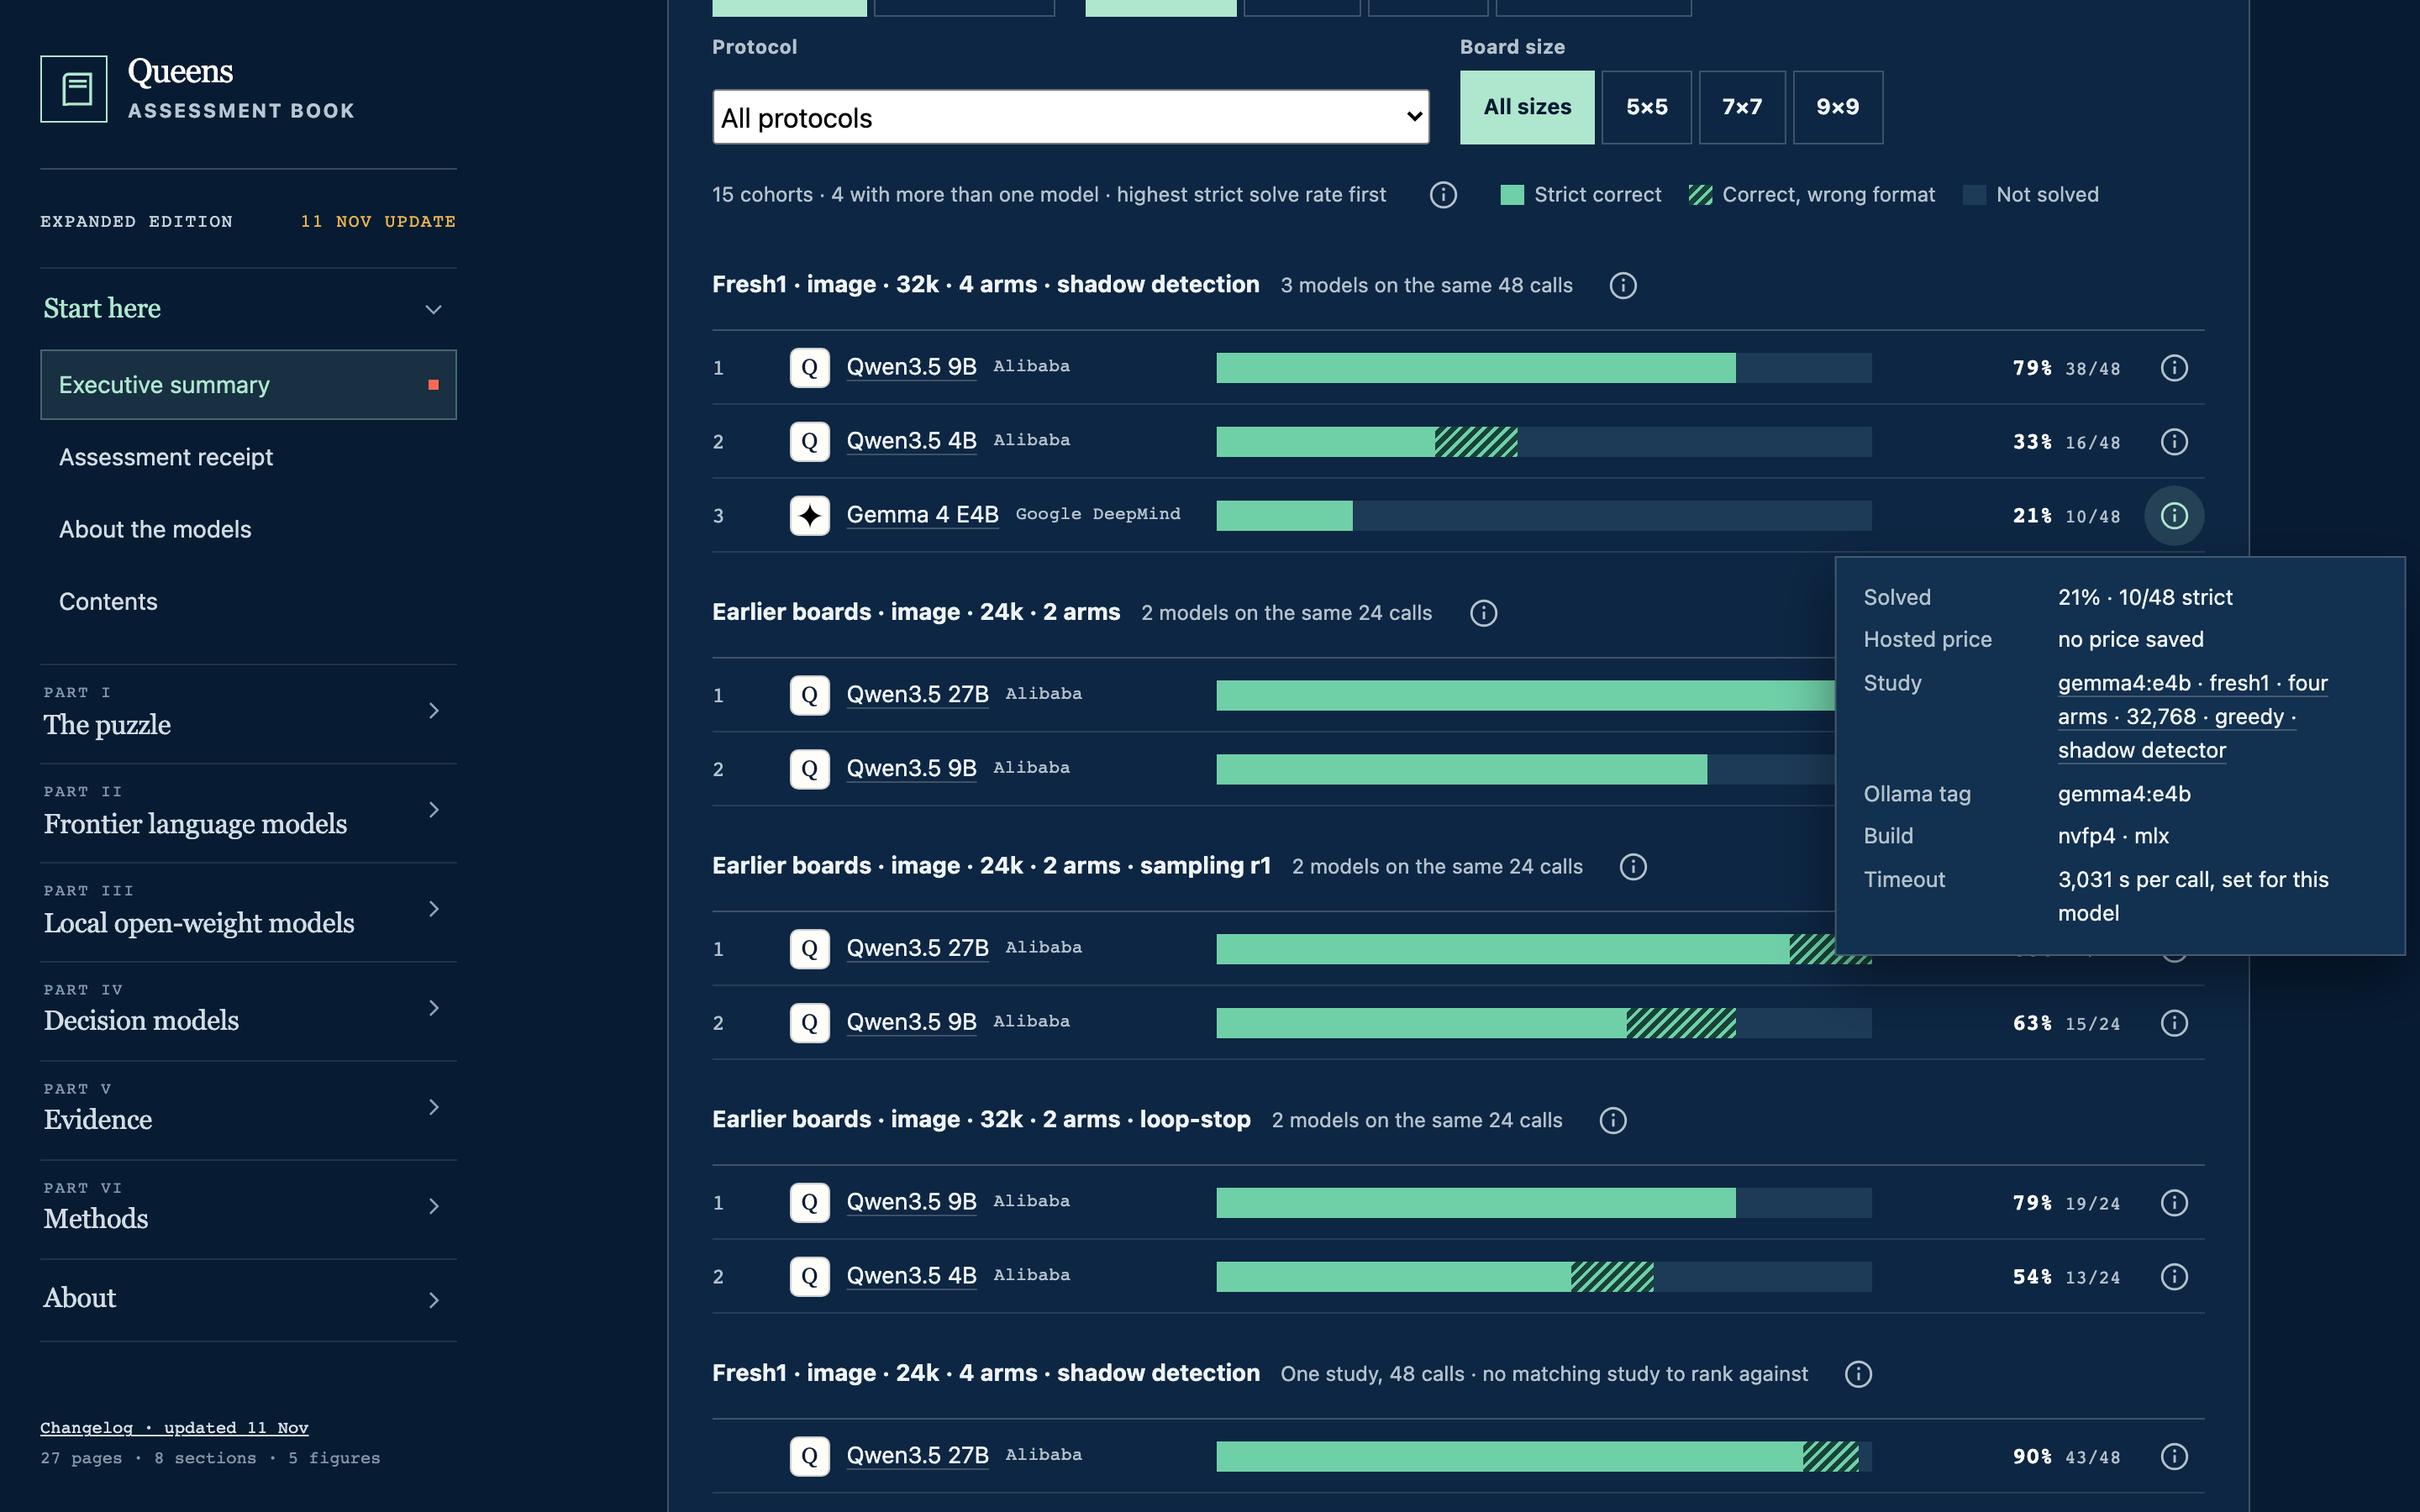 Queens
ASSESSMENT BOOK
EXPANDED EDITION 11 NOV UPDATE
Start here
Executive summary
Assessment receipt
About the models
Contents
PART I
The puzzle
PART II
Frontier language models
PART III
Local open-weight models
PART IV
Decision models
PART V
Evidence
PART VI
Methods
About
Changelog · updated 11 Nov
27 pages · 8 sections · 5 figures
Protocol
All protocols
Board size
All sizes 5×5 7×7 9×9
15 cohorts · 4 with more than one model · highest strict solve rate first
Strict correct Correct, wrong format Not solved
Fresh1 · image · 32k · 4 arms · shadow detection 3 models on the same 48 calls
1 Q Qwen3.5 9B Alibaba 79% 38/48
2 Q Qwen3.5 4B Alibaba 33% 16/48
3 Gemma 4 E4B Google DeepMind 21% 10/48
Solved 21% · 10/48 strict
Hosted price no price saved
Study gemma4:e4b · fresh1 · four
arms · 32,768 · greedy ·
shadow detector
Ollama tag gemma4:e4b
Build nvfp4 · mlx
Timeout 3,031 s per call, set for this
model
Earlier boards · image · 24k · 2 arms 2 models on the same 24 calls
1 Q Qwen3.5 27B Alibaba
2 Q Qwen3.5 9B Alibaba
Earlier boards · image · 24k · 2 arms · sampling r1 2 models on the same 24 calls
1 Q Qwen3.5 27B Alibaba
2 Q Qwen3.5 9B Alibaba 63% 15/24
Earlier boards · image · 32k · 2 arms · loop-stop 2 models on the same 24 calls
1 Q Qwen3.5 9B Alibaba 79% 19/24
2 Q Qwen3.5 4B Alibaba 54% 13/24
Fresh1 · image · 24k · 4 arms · shadow detection One study, 48 calls · no matching study to rank against
Q Qwen3.5 27B Alibaba 90% 43/48